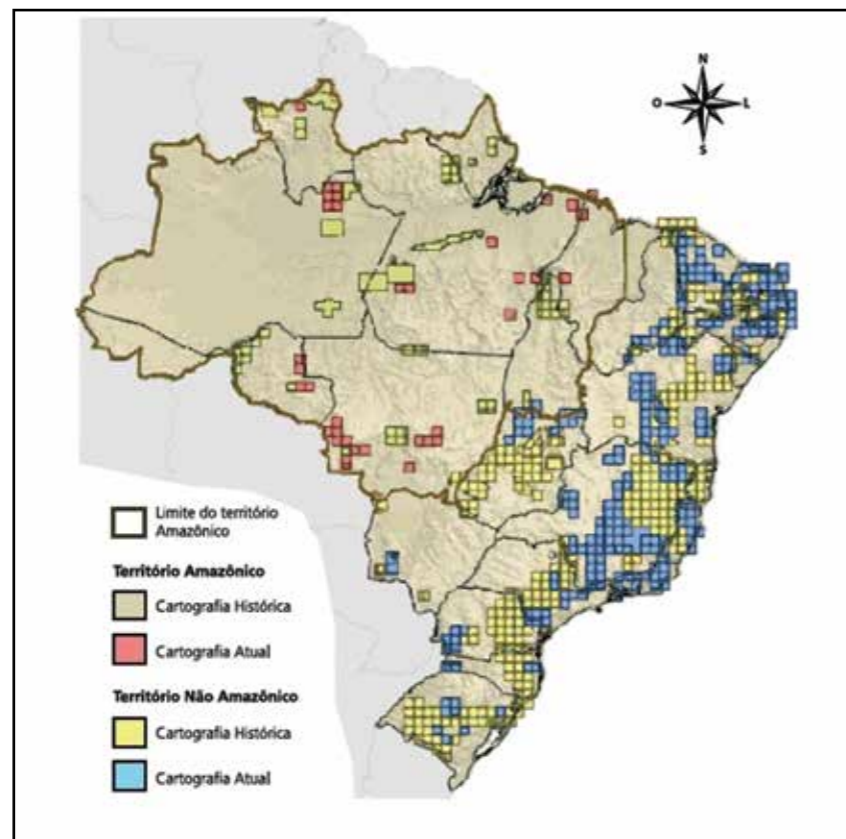 N
O
L
S
Limite do território
Amazônico
Território Amazônico
Cartografia Histórica
Cartografia Atual
Território Não Amazônico
Cartografia Histórica
Cartografia Atual